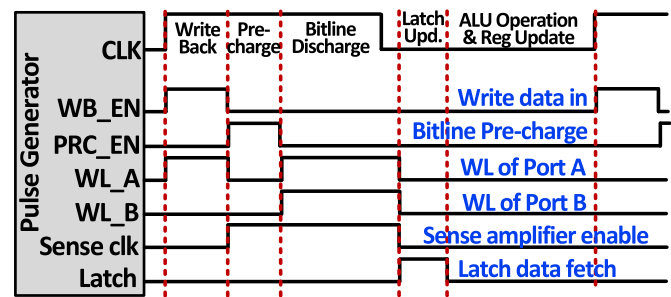 Pulse Generator
CLK
WB_EN
PRC_EN
WL_A
WL_B
Sense clk
Latch
Write
Back
Pre-
charge
Bitline
Discharge
Latch
Upd.
ALU Operation
& Reg Update
Write data in
Bitline Pre-charge
WL of Port A
WL of Port B
Sense amplifier enable
Latch data fetch